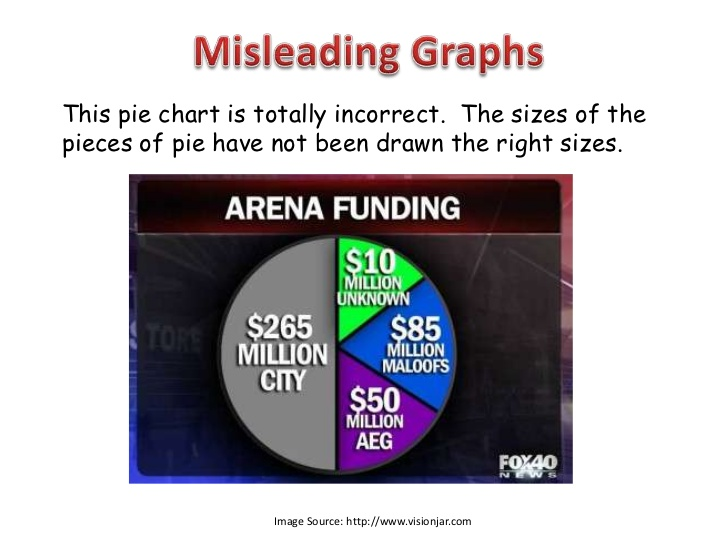 Misleading Graphs
This pie chart is totally incorrect.  The sizes of the
pieces of pie have not been drawn the right sizes.
ARENA FUNDING
$10
MILLION
UNKNOWN
$265
MILLION
CITY
$85
MILLION
MALOOFS
$50
MILLION
AEG
TORE
FOX40
NEWS
Image Source: http://www.visionjar.com